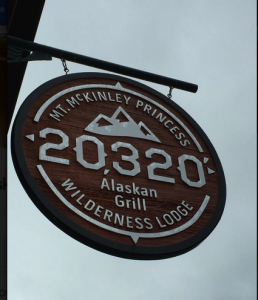 MT. MCKINLEY PRINCESS
20,320'
Alaskan
Grill
WILDERNESS LODGE